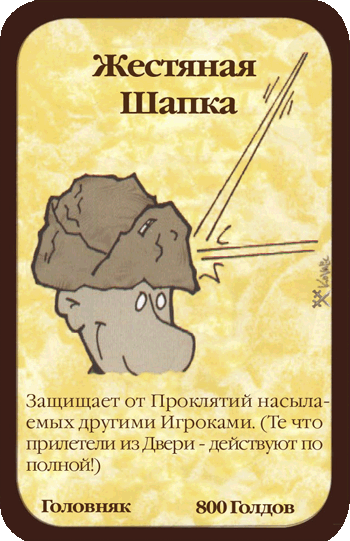 Жестяная
Шапка
Защищает от Проклятий насыла-
емых другими Игроками. (Те что
прилетели из Двери - действуют по
полной!)
Головняк 800 Голдов